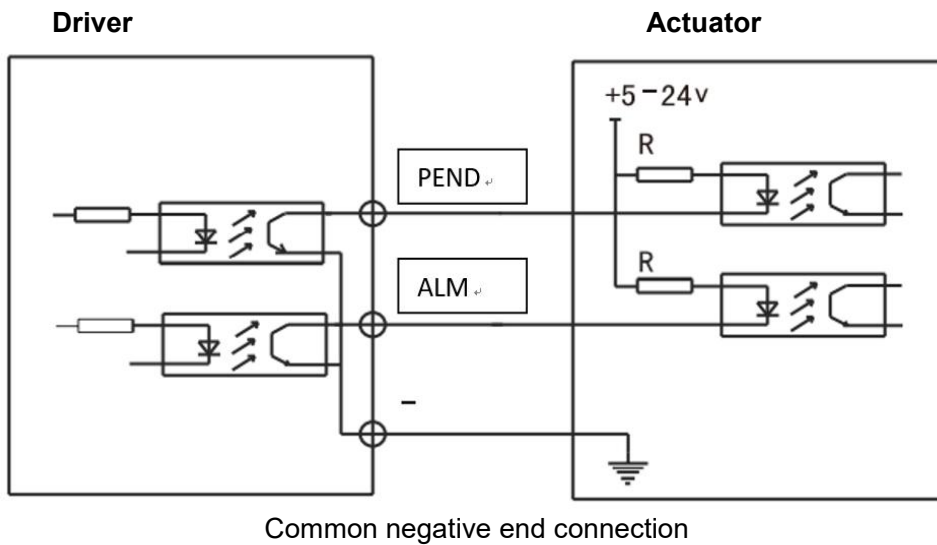 Driver
Actuator
+5-24v
R
PEND
R
ALM
-
Common negative end connection